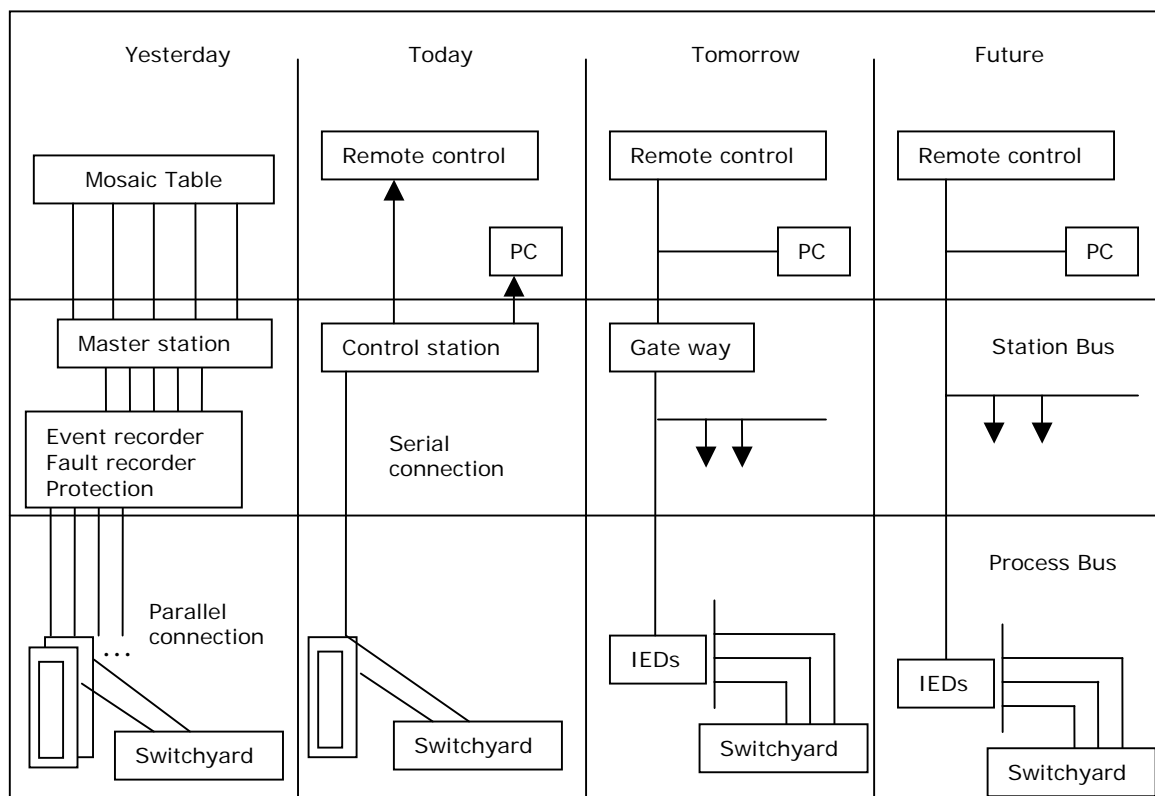 Yesterday
Today
Tomorrow
Future
Mosaic Table
Remote control
PC
Remote control
PC
Remote control
PC
Master station
Event recorder
Fault recorder
Protection
Control station
Serial
connection
Gate way
Station Bus
Parallel
connection
...
Switchyard
Switchyard
IEDs
Switchyard
Process Bus
IEDs
Switchyard